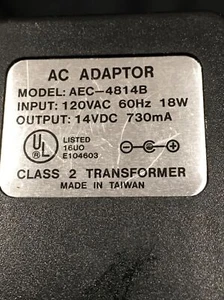 AC ADAPTOR
MODEL: AEC-4814B
INPUT: 120VAC 60Hz 18W
OUTPUT: 14VDC 730mA
UL
LISTED
16U0
E104603
CLASS 2 TRANSFORMER
MADE IN TAIWAN